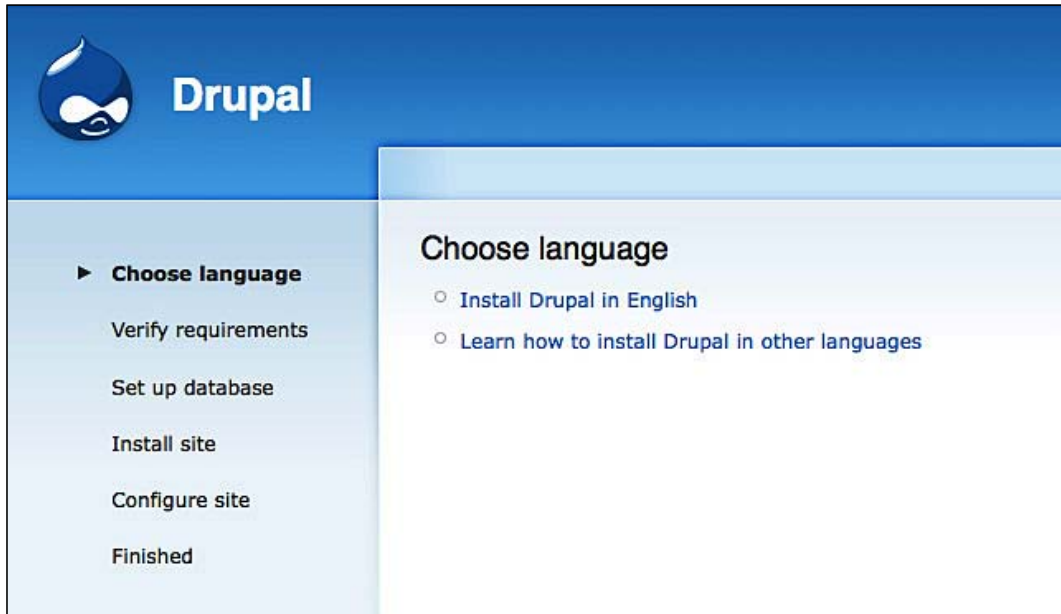 Drupal
Choose language
Verify requirements
Set up database
Install site
Configure site
Finished
Choose language
Install Drupal in English
Learn how to install Drupal in other languages